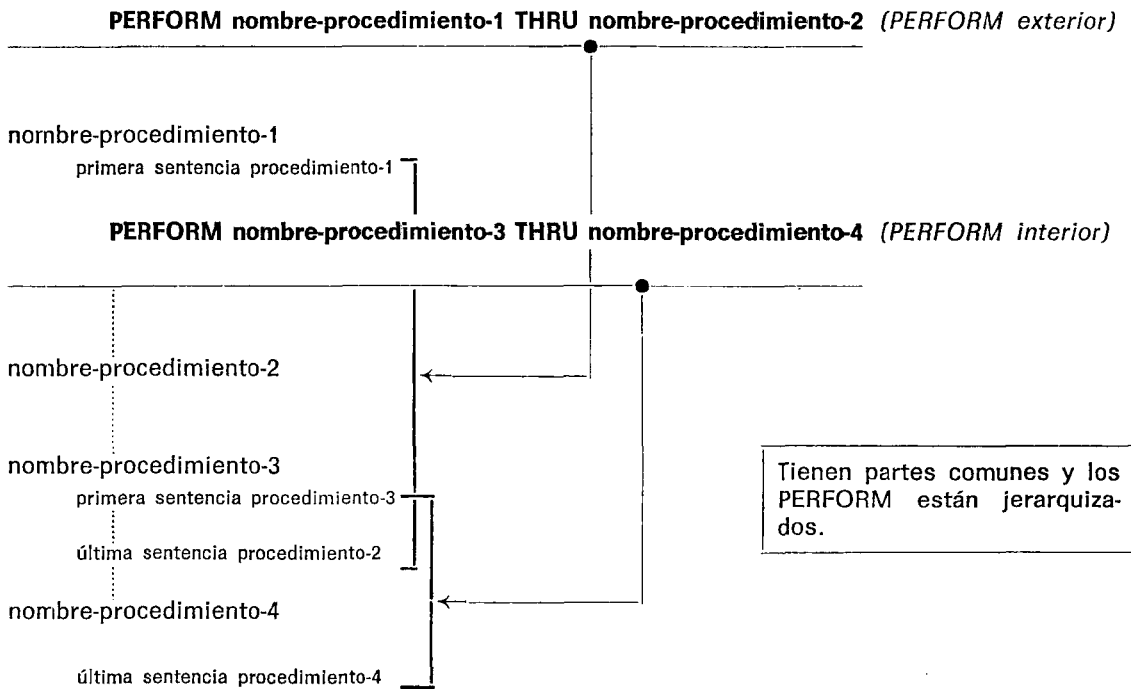 PERFORM nombre-procedimiento-1 THRU nombre-procedimiento-2 (PERFORM exterior)
nombre-procedimiento-1
primera sentencia procedimiento-1
PERFORM nombre-procedimiento-3 THRU nombre-procedimiento-4 (PERFORM interior)
nombre-procedimiento-2
nombre-procedimiento-3
primera sentencia procedimiento-3
última sentencia procedimiento-2
nombre-procedimiento-4
última sentencia procedimiento-4
Tienen partes comunes y los
PERFORM están jerarquiza-
dos.